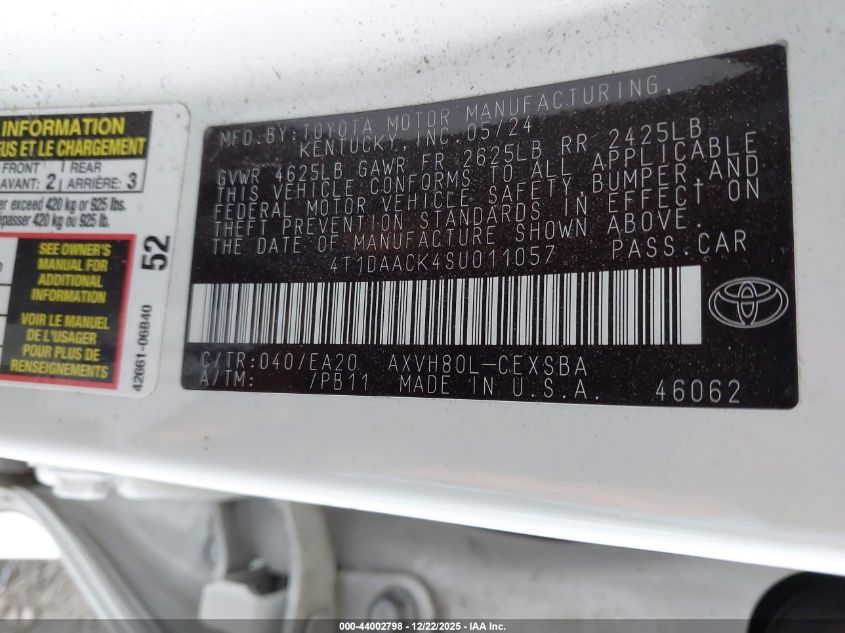 INFORMATION
EUS ET LE CHARGEMENT
FRONT
AVANT: 2
REAR
ARRIÈRE: 3
er exceed 420 kg or 925 lbs.
épasser 420 kg ou 925 lb.
SEE OWNER'S
MANUAL FOR
ADDITIONAL
INFORMATION
VOIR LE MANUEL
DE L'USAGER
POUR PLUS DE
RENSEIGNEMENTS
52
42661-06B40
MFD. BY: TOYOTA MOTOR MANUFACTURING,
KENTUCKY, INC. 05/24
GVWR 4625LB GAWR FR 2625LB RR 2425LB
THIS VEHICLE CONFORMS TO ALL APPLICABLE
FEDERAL MOTOR VEHICLE SAFETY, BUMPER, AND
THEFT PREVENTION STANDARDS IN EFFECT ON
THE DATE OF MANUFACTURE SHOWN ABOVE.
4T1DAACK4SU011057 PASS.CAR
C/TR: 040/EA20 AXVH80L-CEXSBA
A/TM: /PB11 MADE IN U.S.A. 46062
000-44002798 - 12/22/2025 - IAA Inc.